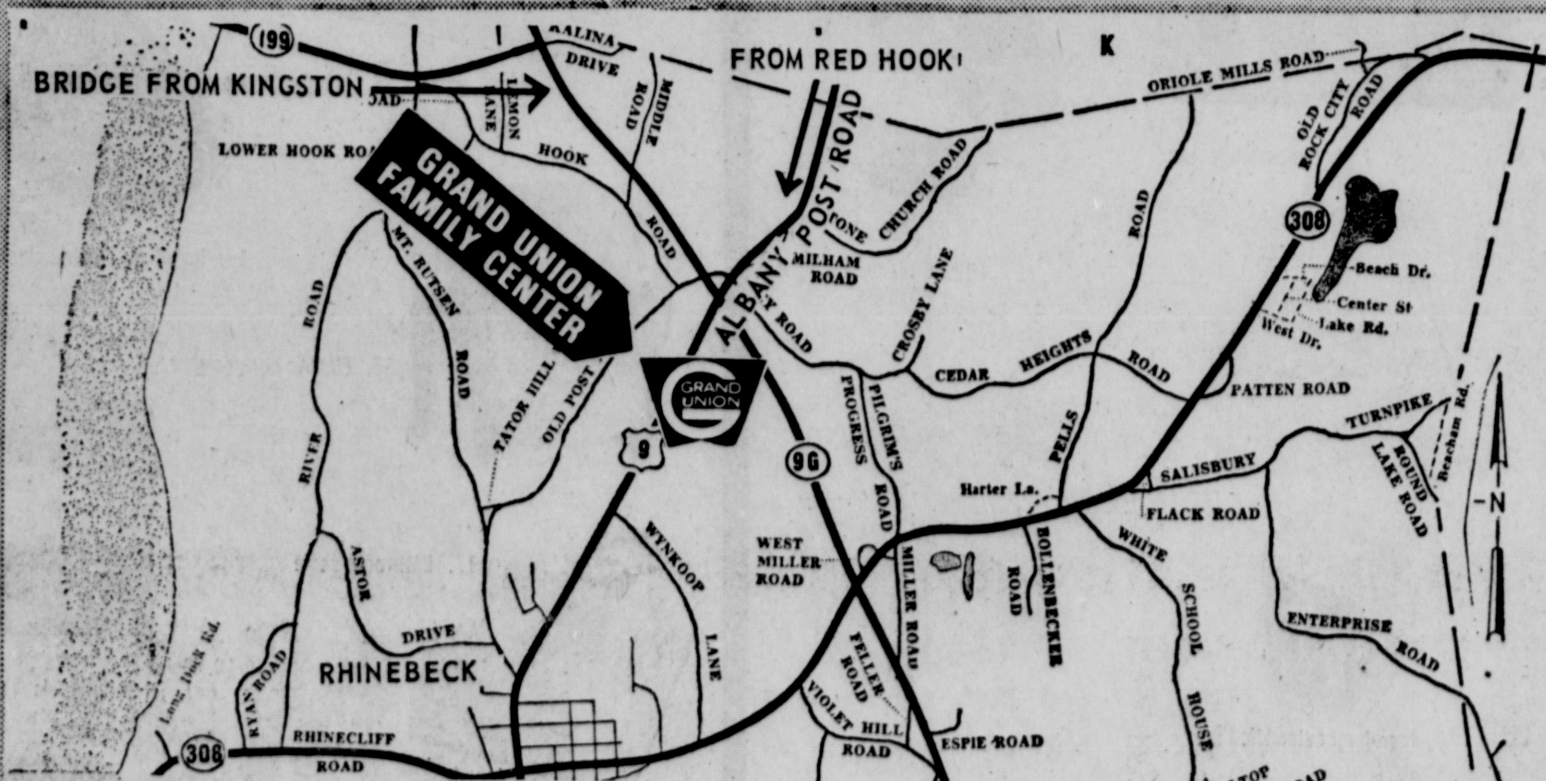 199
KALINA
DRIVE
FROM RED HOOK
K
ORIOLE MILLS ROAD
BRIDGE FROM KINGSTON
LEMON
LANE
MIDDLE
ROAD
OLD
ROCK CITY
ROAD
LOWER HOOK
HOOK
ROAD
GRAND UNION
FAMILY CENTER
ALBANY POST ROAD
CHURCH ROAD
MILHAM
ROAD
ROAD
308
Beach Dr.
Center St
Lake Rd.
West Dr.
MT. RUTSEN
ROAD
RIVER
ROAD
TATOR HILL
OLD POST
ROAD
CROSBY LANE
CEDAR
HEIGHTS
ROAD
PATTEN ROAD
GRAND
UNION
9
9G
PILGRIM'S
PROGRESS
ROAD
PELLS
ROAD
TURNPIKE
SALISBURY
ROUND
LAKE ROAD
Beacham Rd.
Harter La.
FLACK ROAD
N
WYNKOOP
LANE
WEST
MILLER
ROAD
MILLER ROAD
BOLLENBECKER
ROAD
WHITE
SCHOOL
HOUSE
ENTERPRISE
ROAD
ASTOR
DRIVE
RHINEBECK
RYAN ROAD
FELLER
ROAD
VIOLET HILL
ROAD
ESPIE ROAD
308
RHINECLIFF
ROAD